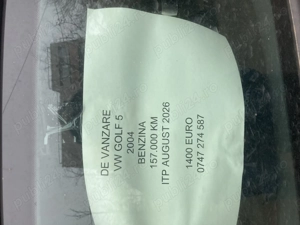 DE VANZARE
VW GOLF 5
2004
BENZINA
157.000 KM
ITP AUGUST 2026
1400 EURO
0747 274 587